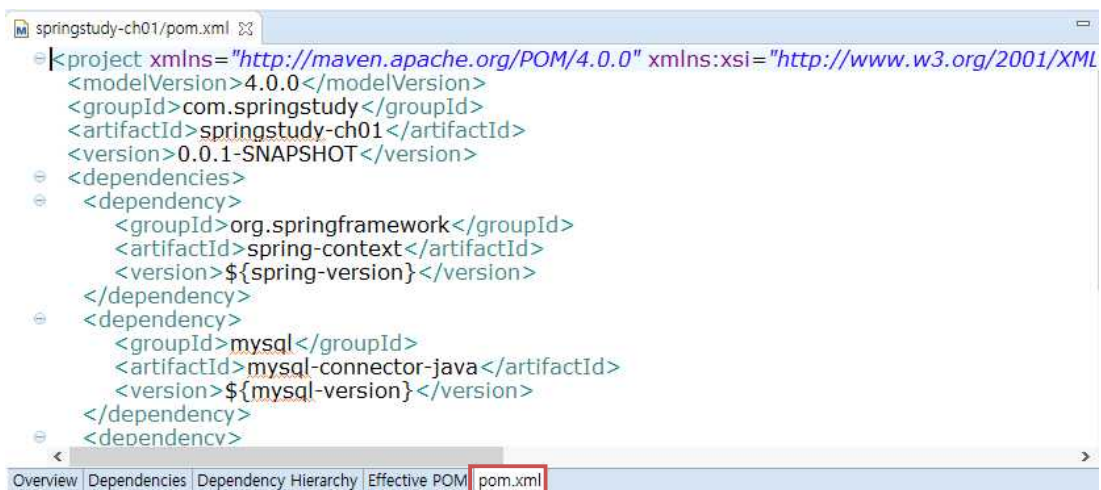 springstudy-ch01/pom.xml
<project xmlns="http://maven.apache.org/POM/4.0.0" xmlns:xsi="http://www.w3.org/2001/XML
<modelVersion>4.0.0</modelVersion>
<groupId>com.springstudy</groupId>
<artifactId>springstudy-ch01</artifactId>
<version>0.0.1-SNAPSHOT</version>
<dependencies>
<dependency>
<groupId>org.springframework</groupId>
<artifactId>spring-context</artifactId>
<version>${spring-version}</version>
</dependency>
<dependency>
<groupId>mysql</groupId>
<artifactId>mysql-connector-java</artifactId>
<version>${mysql-version}</version>
</dependency>
<dependency>
Overview Dependencies Dependency Hierarchy Effective POM pom.xml